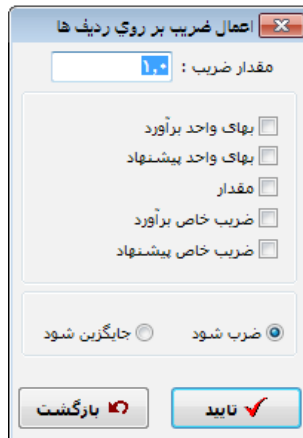 اعمال ضريب بر روي رديف ها
مقدار ضریب :
۱,۰
بهای واحد برآورد
بهای واحد پیشنهاد
مقدار
ضریب خاص برآورد
ضریب خاص پیشنهاد
ضرب شود
جایگزین شود
تایید
بازگشت